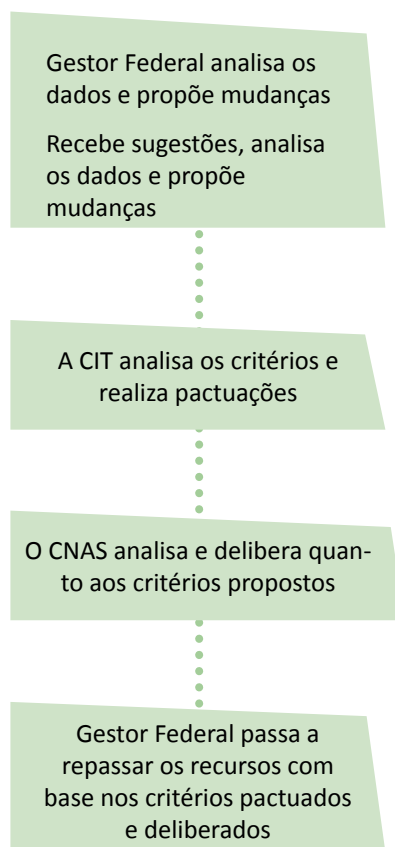 Gestor Federal analisa os
dados e propõe mudanças
Recebe sugestões, analisa
os dados e propõe
mudanças
A CIT analisa os critérios e
realiza pactuações
O CNAS analisa e delibera quan-
to aos critérios propostos
Gestor Federal passa a
repassar os recursos com
base nos critérios pactuados
e deliberados